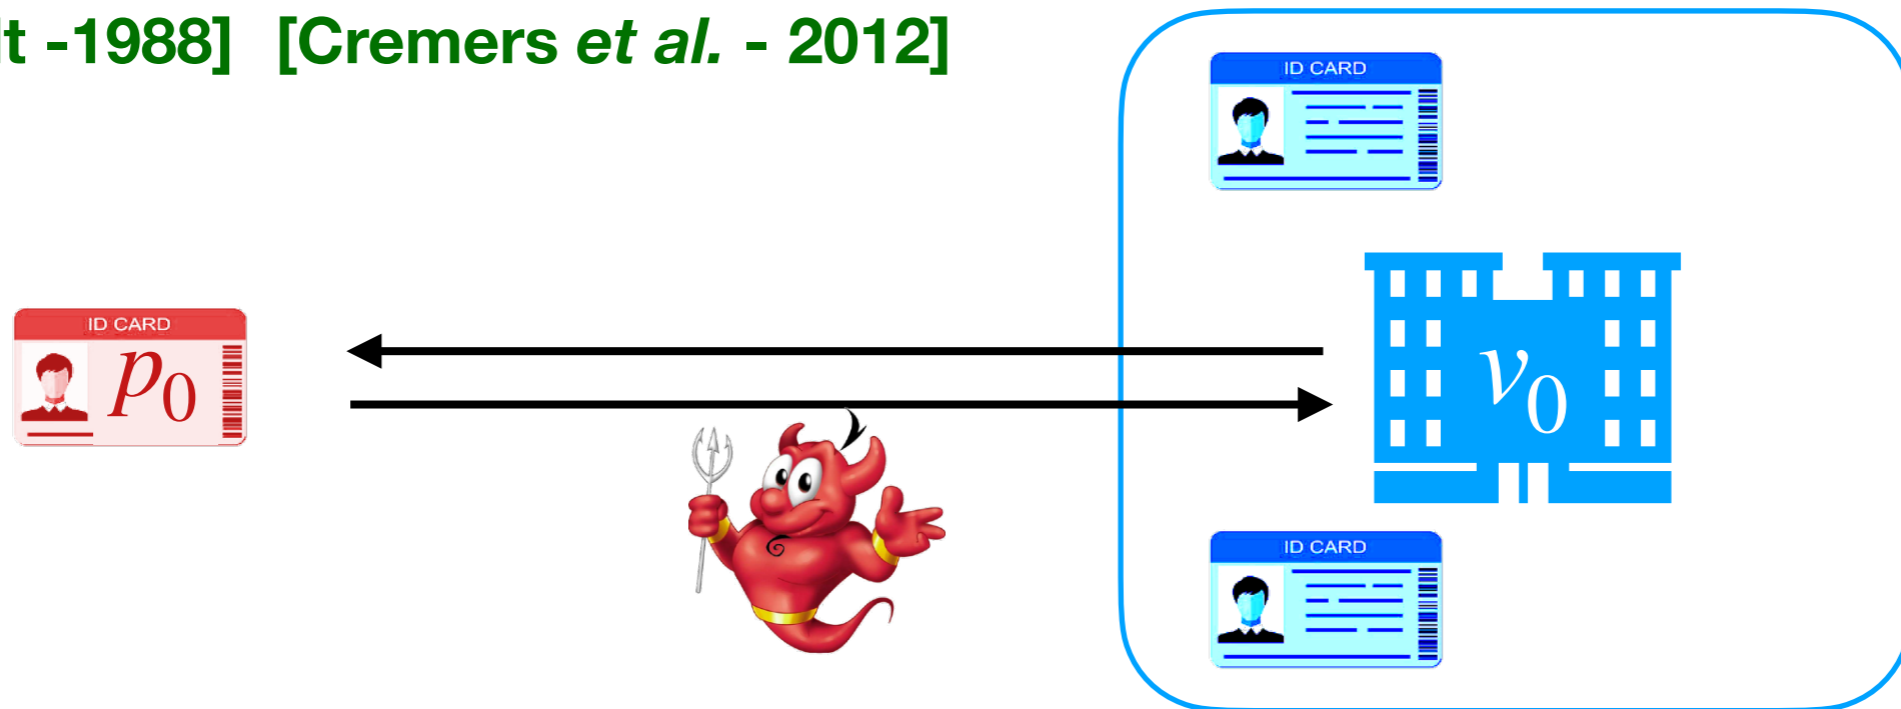 -1988] [Cremers et al. - 2012]
ID CARD
ID CARD
p0
v0
ID CARD